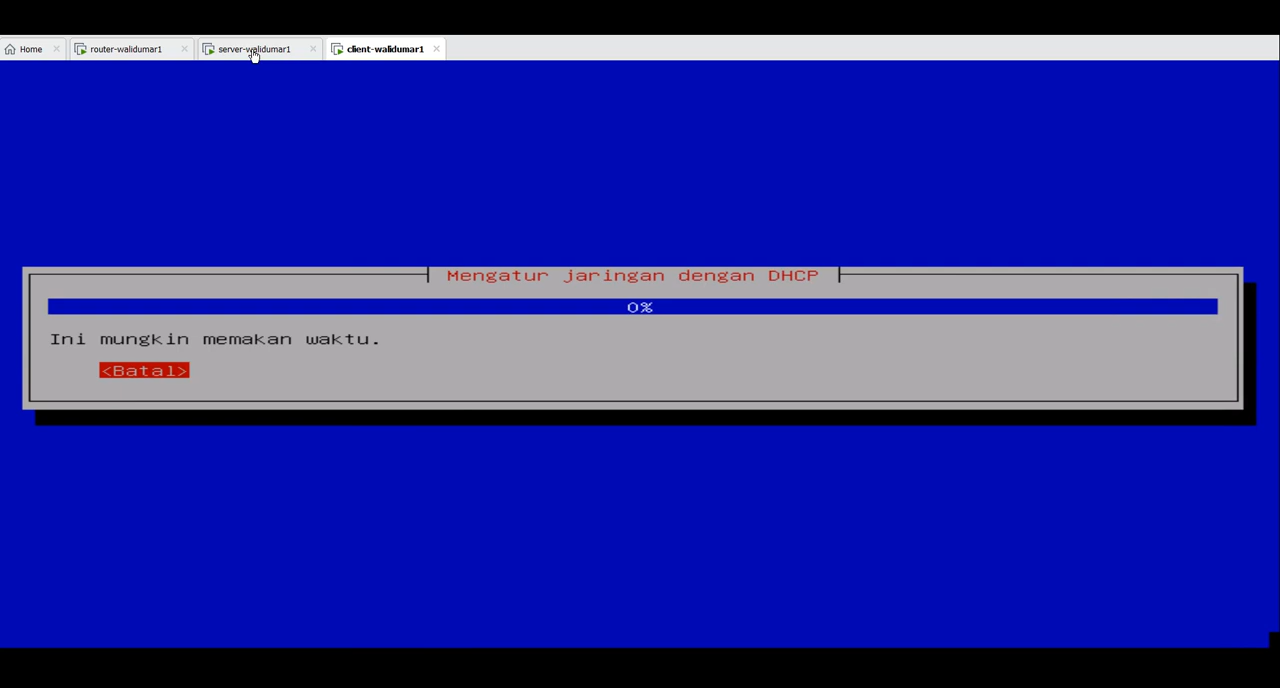 Home
router-walidumar1
server-walidumar1
client-walidumar1
Mengatur jaringan dengan DHCP
0%
Ini mungkin memakan waktu.
<Batal>